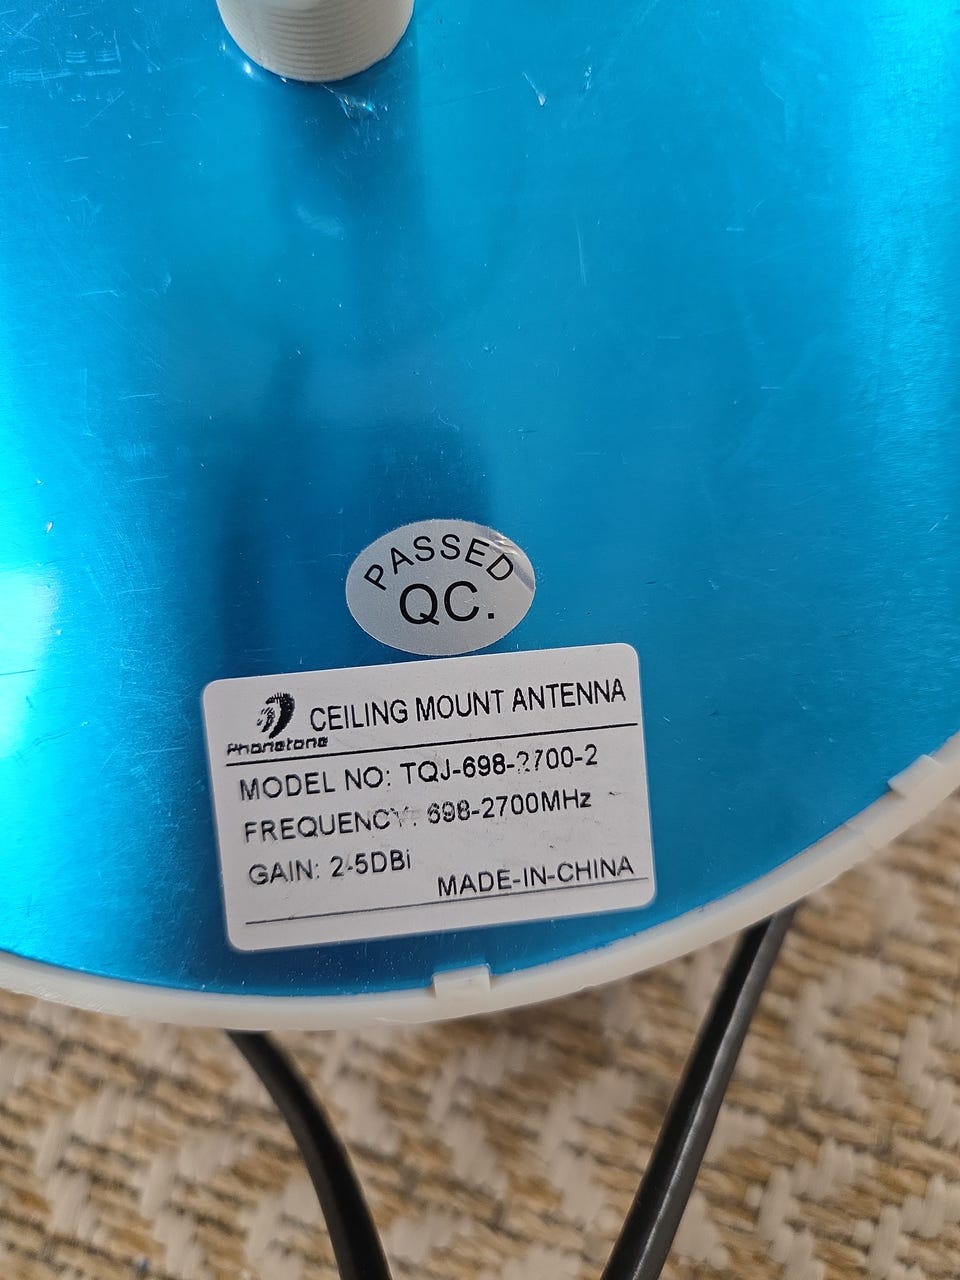 PASSED
QC.
Phonetone
CEILING MOUNT ANTENNA
MODEL NO: TQJ-698-2700-2
FREQUENCY: 698-2700MHz
GAIN: 2-5DBi
MADE-IN-CHINA